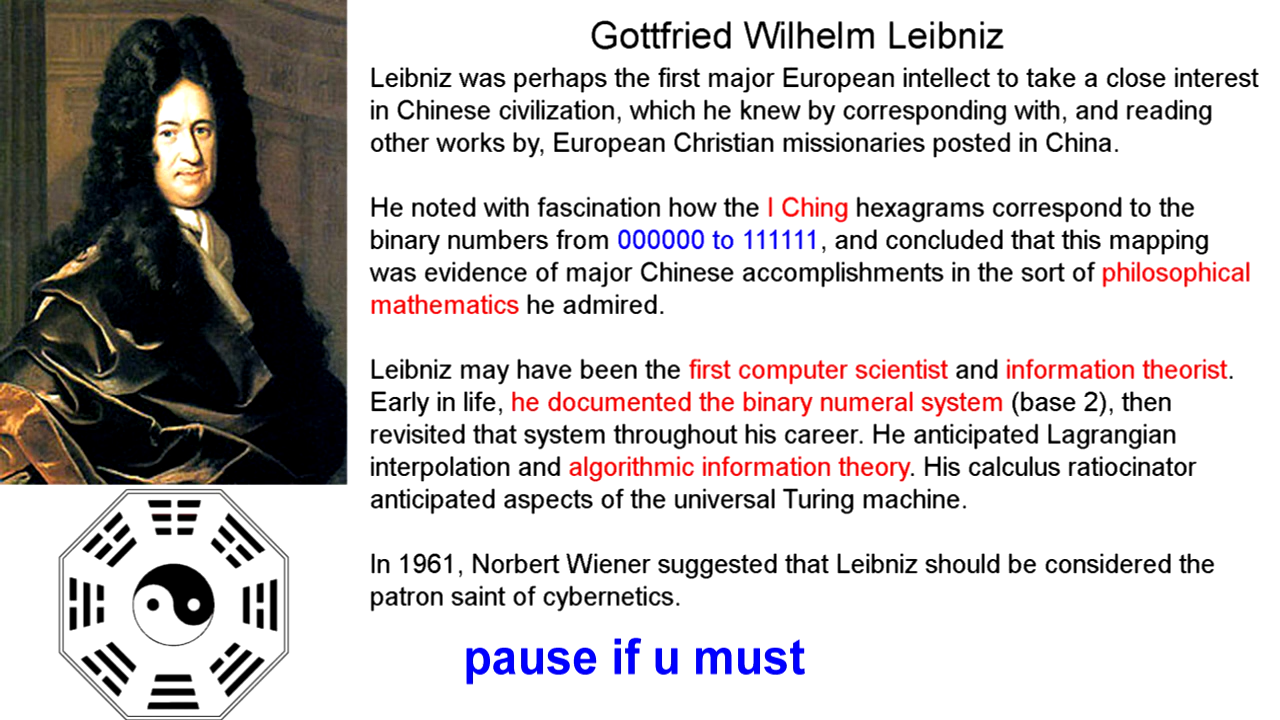 Gottfried Wilhelm Leibniz
Leibniz was perhaps the first major European intellect to take a close interest
in Chinese civilization, which he knew by corresponding with, and reading
other works by, European Christian missionaries posted in China.
He noted with fascination how the I Ching hexagrams correspond to the
binary numbers from 000000 to 111111, and concluded that this mapping
was evidence of major Chinese accomplishments in the sort of philosophical
mathematics he admired.
Leibniz may have been the first computer scientist and information theorist.
Early in life, he documented the binary numeral system (base 2), then
revisited that system throughout his career. He anticipated Lagrangian
interpolation and algorithmic information theory. His calculus ratiocinator
anticipated aspects of the universal Turing machine.
In 1961, Norbert Wiener suggested that Leibniz should be considered the
patron saint of cybernetics.
pause if u must